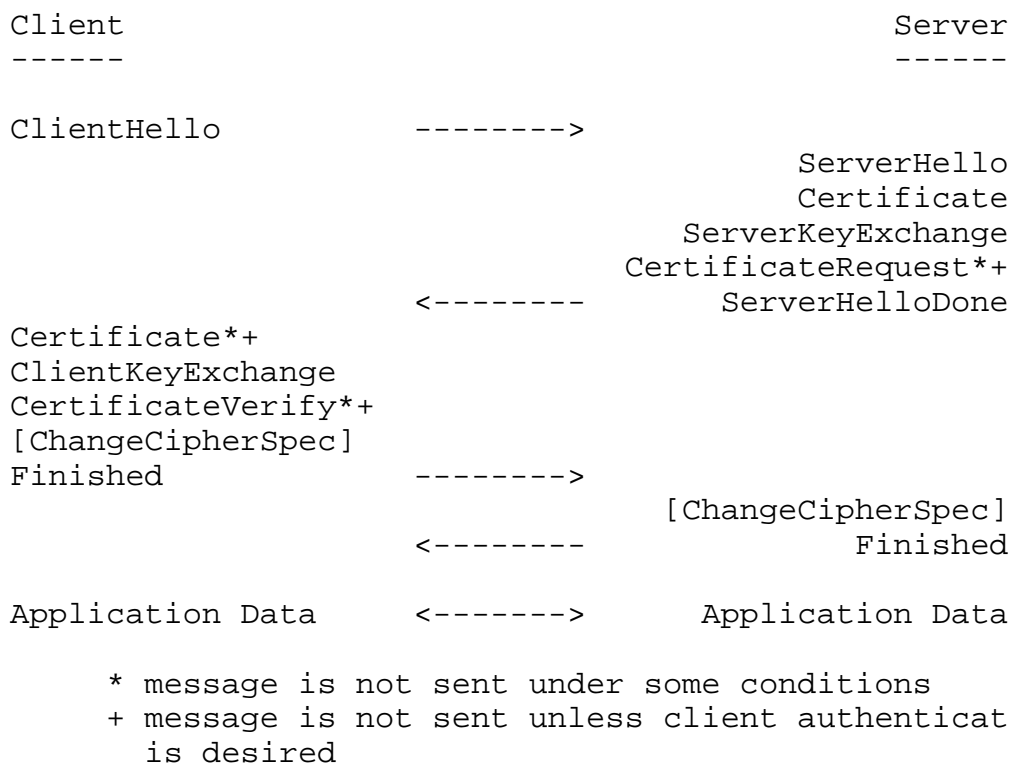 Client                                               Server
------                                               ------

ClientHello          -------->
                                                ServerHello
                                                Certificate
                                          ServerKeyExchange
                                       CertificateRequest*+
                     <--------              ServerHelloDone
Certificate*+
ClientKeyExchange
CertificateVerify*+
[ChangeCipherSpec]
Finished             -------->
                                         [ChangeCipherSpec]
                     <--------                     Finished

Application Data     <------->             Application Data

* message is not sent under some conditions
+ message is not sent unless client authenticat
is desired